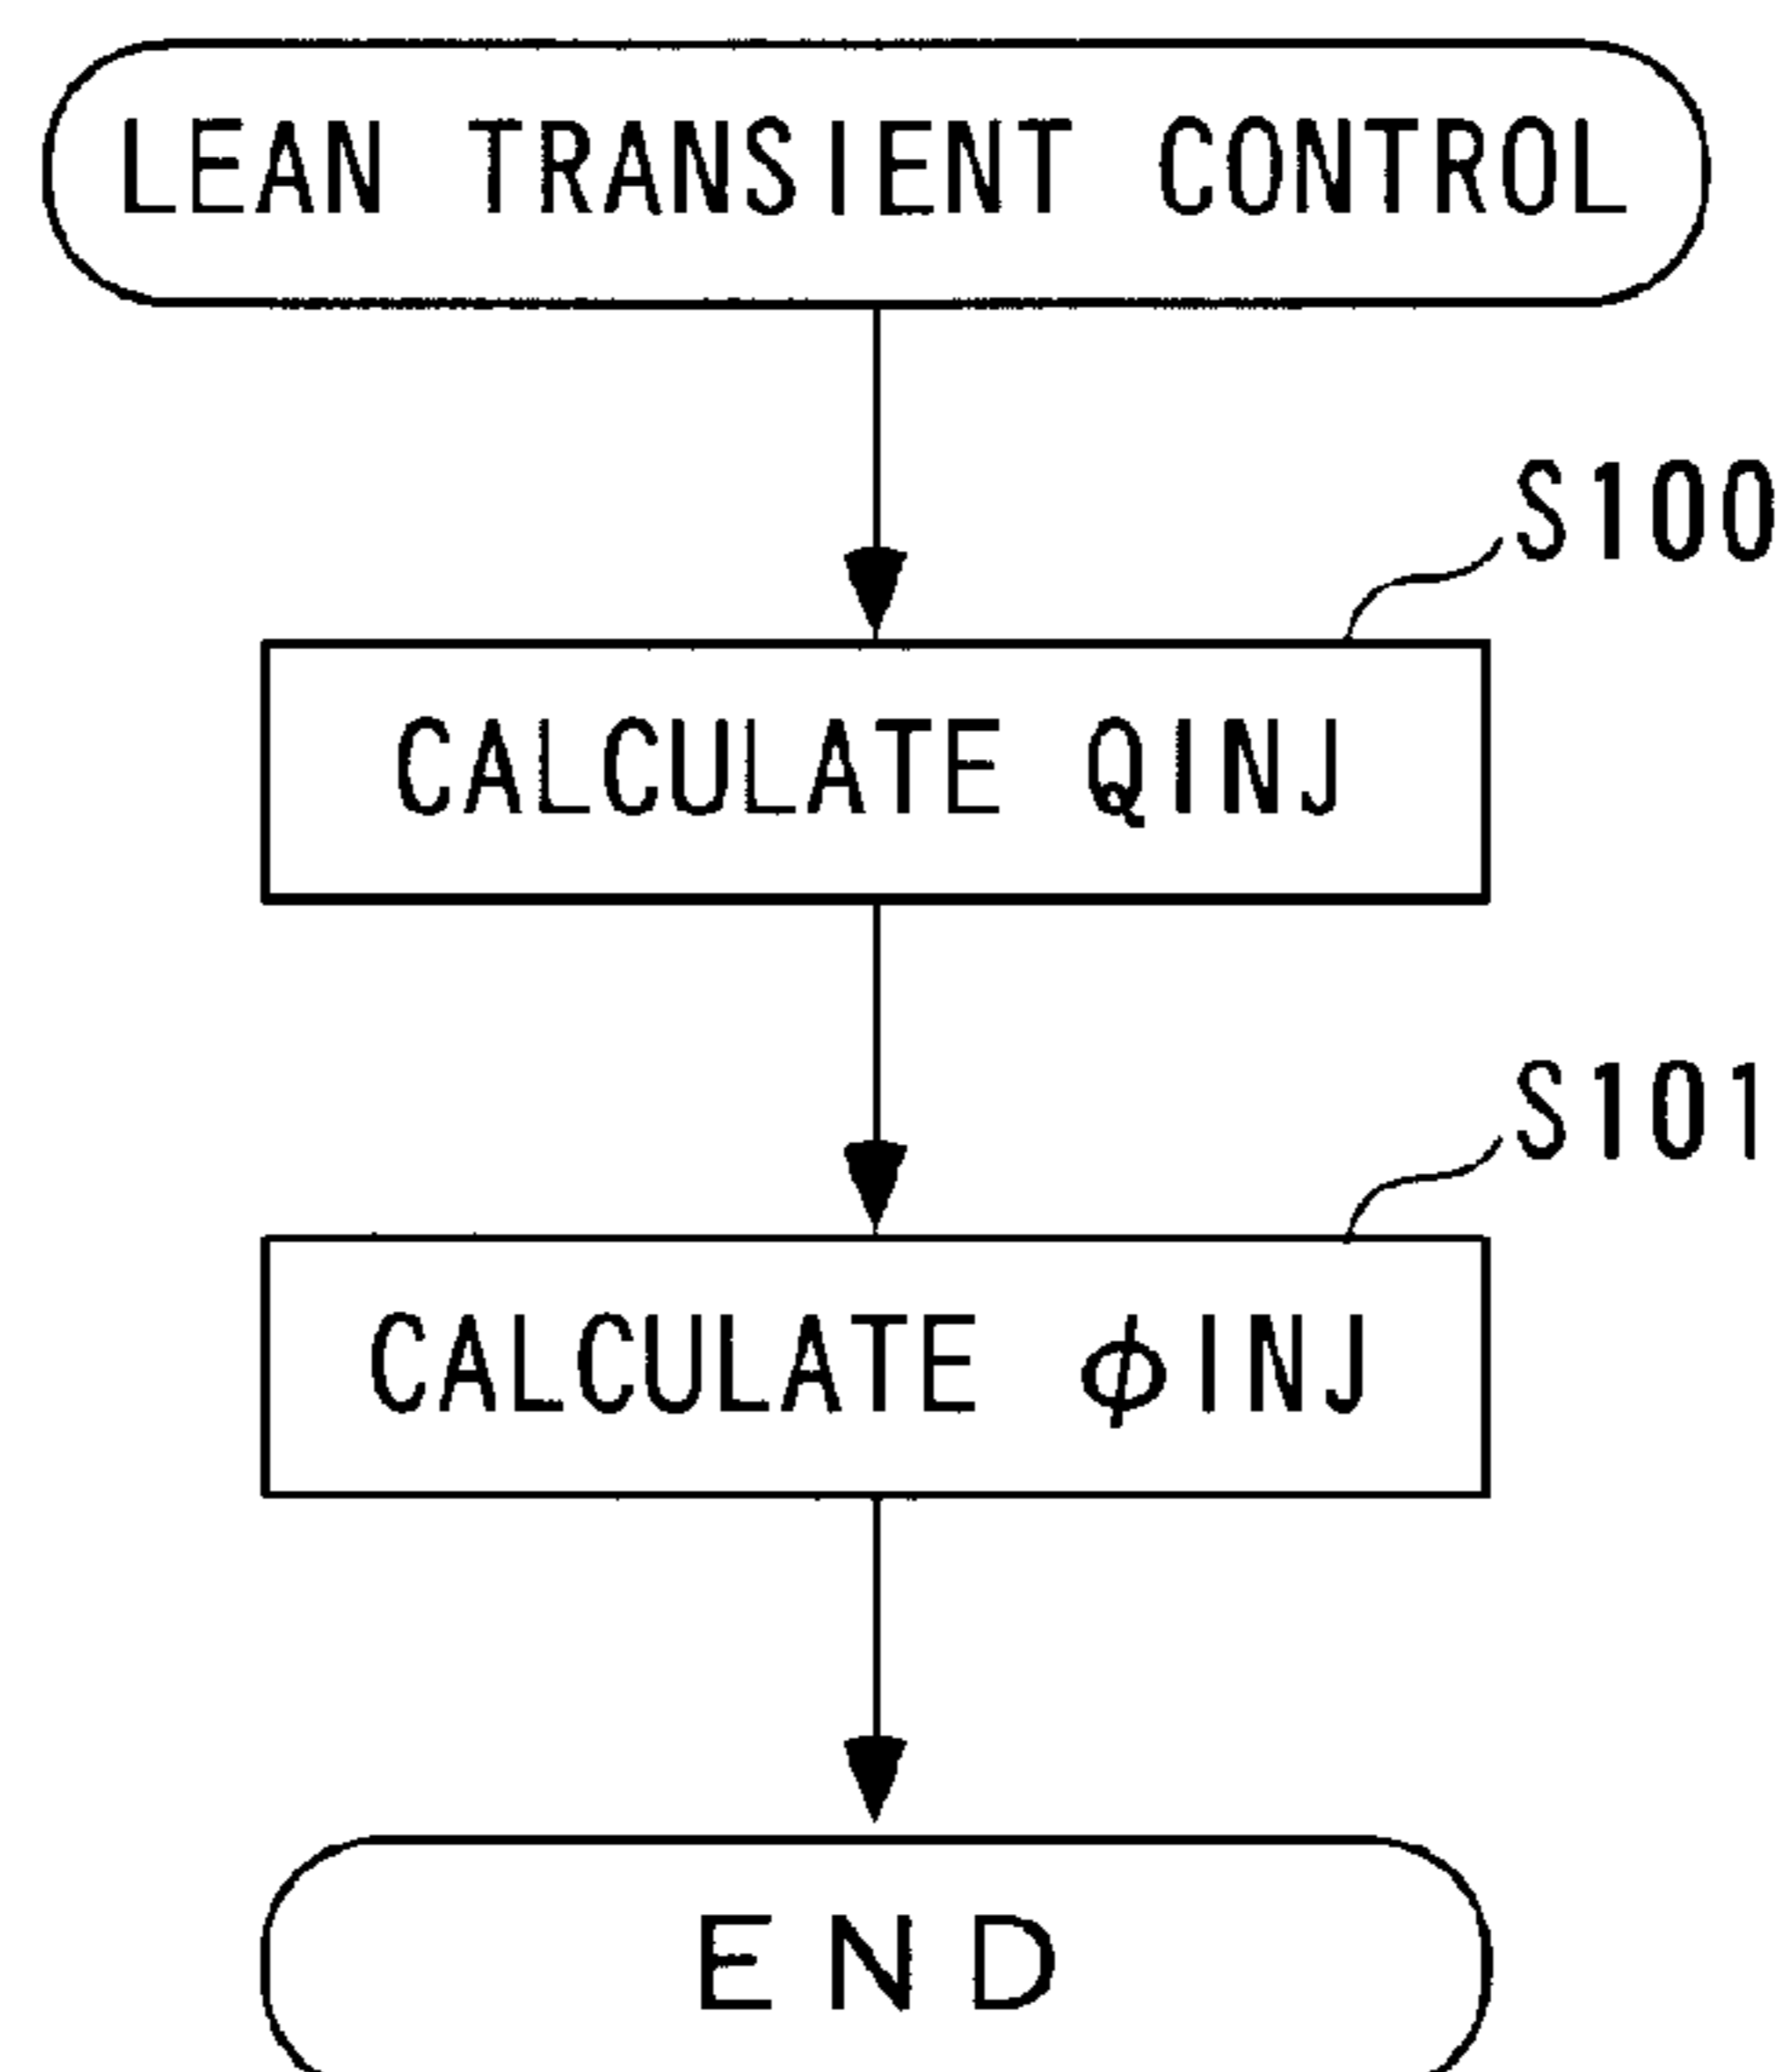 LEAN TRANSIENT CONTROL
S100
CALCULATE QINJ
S101
CALCULATE ϕINJ
END